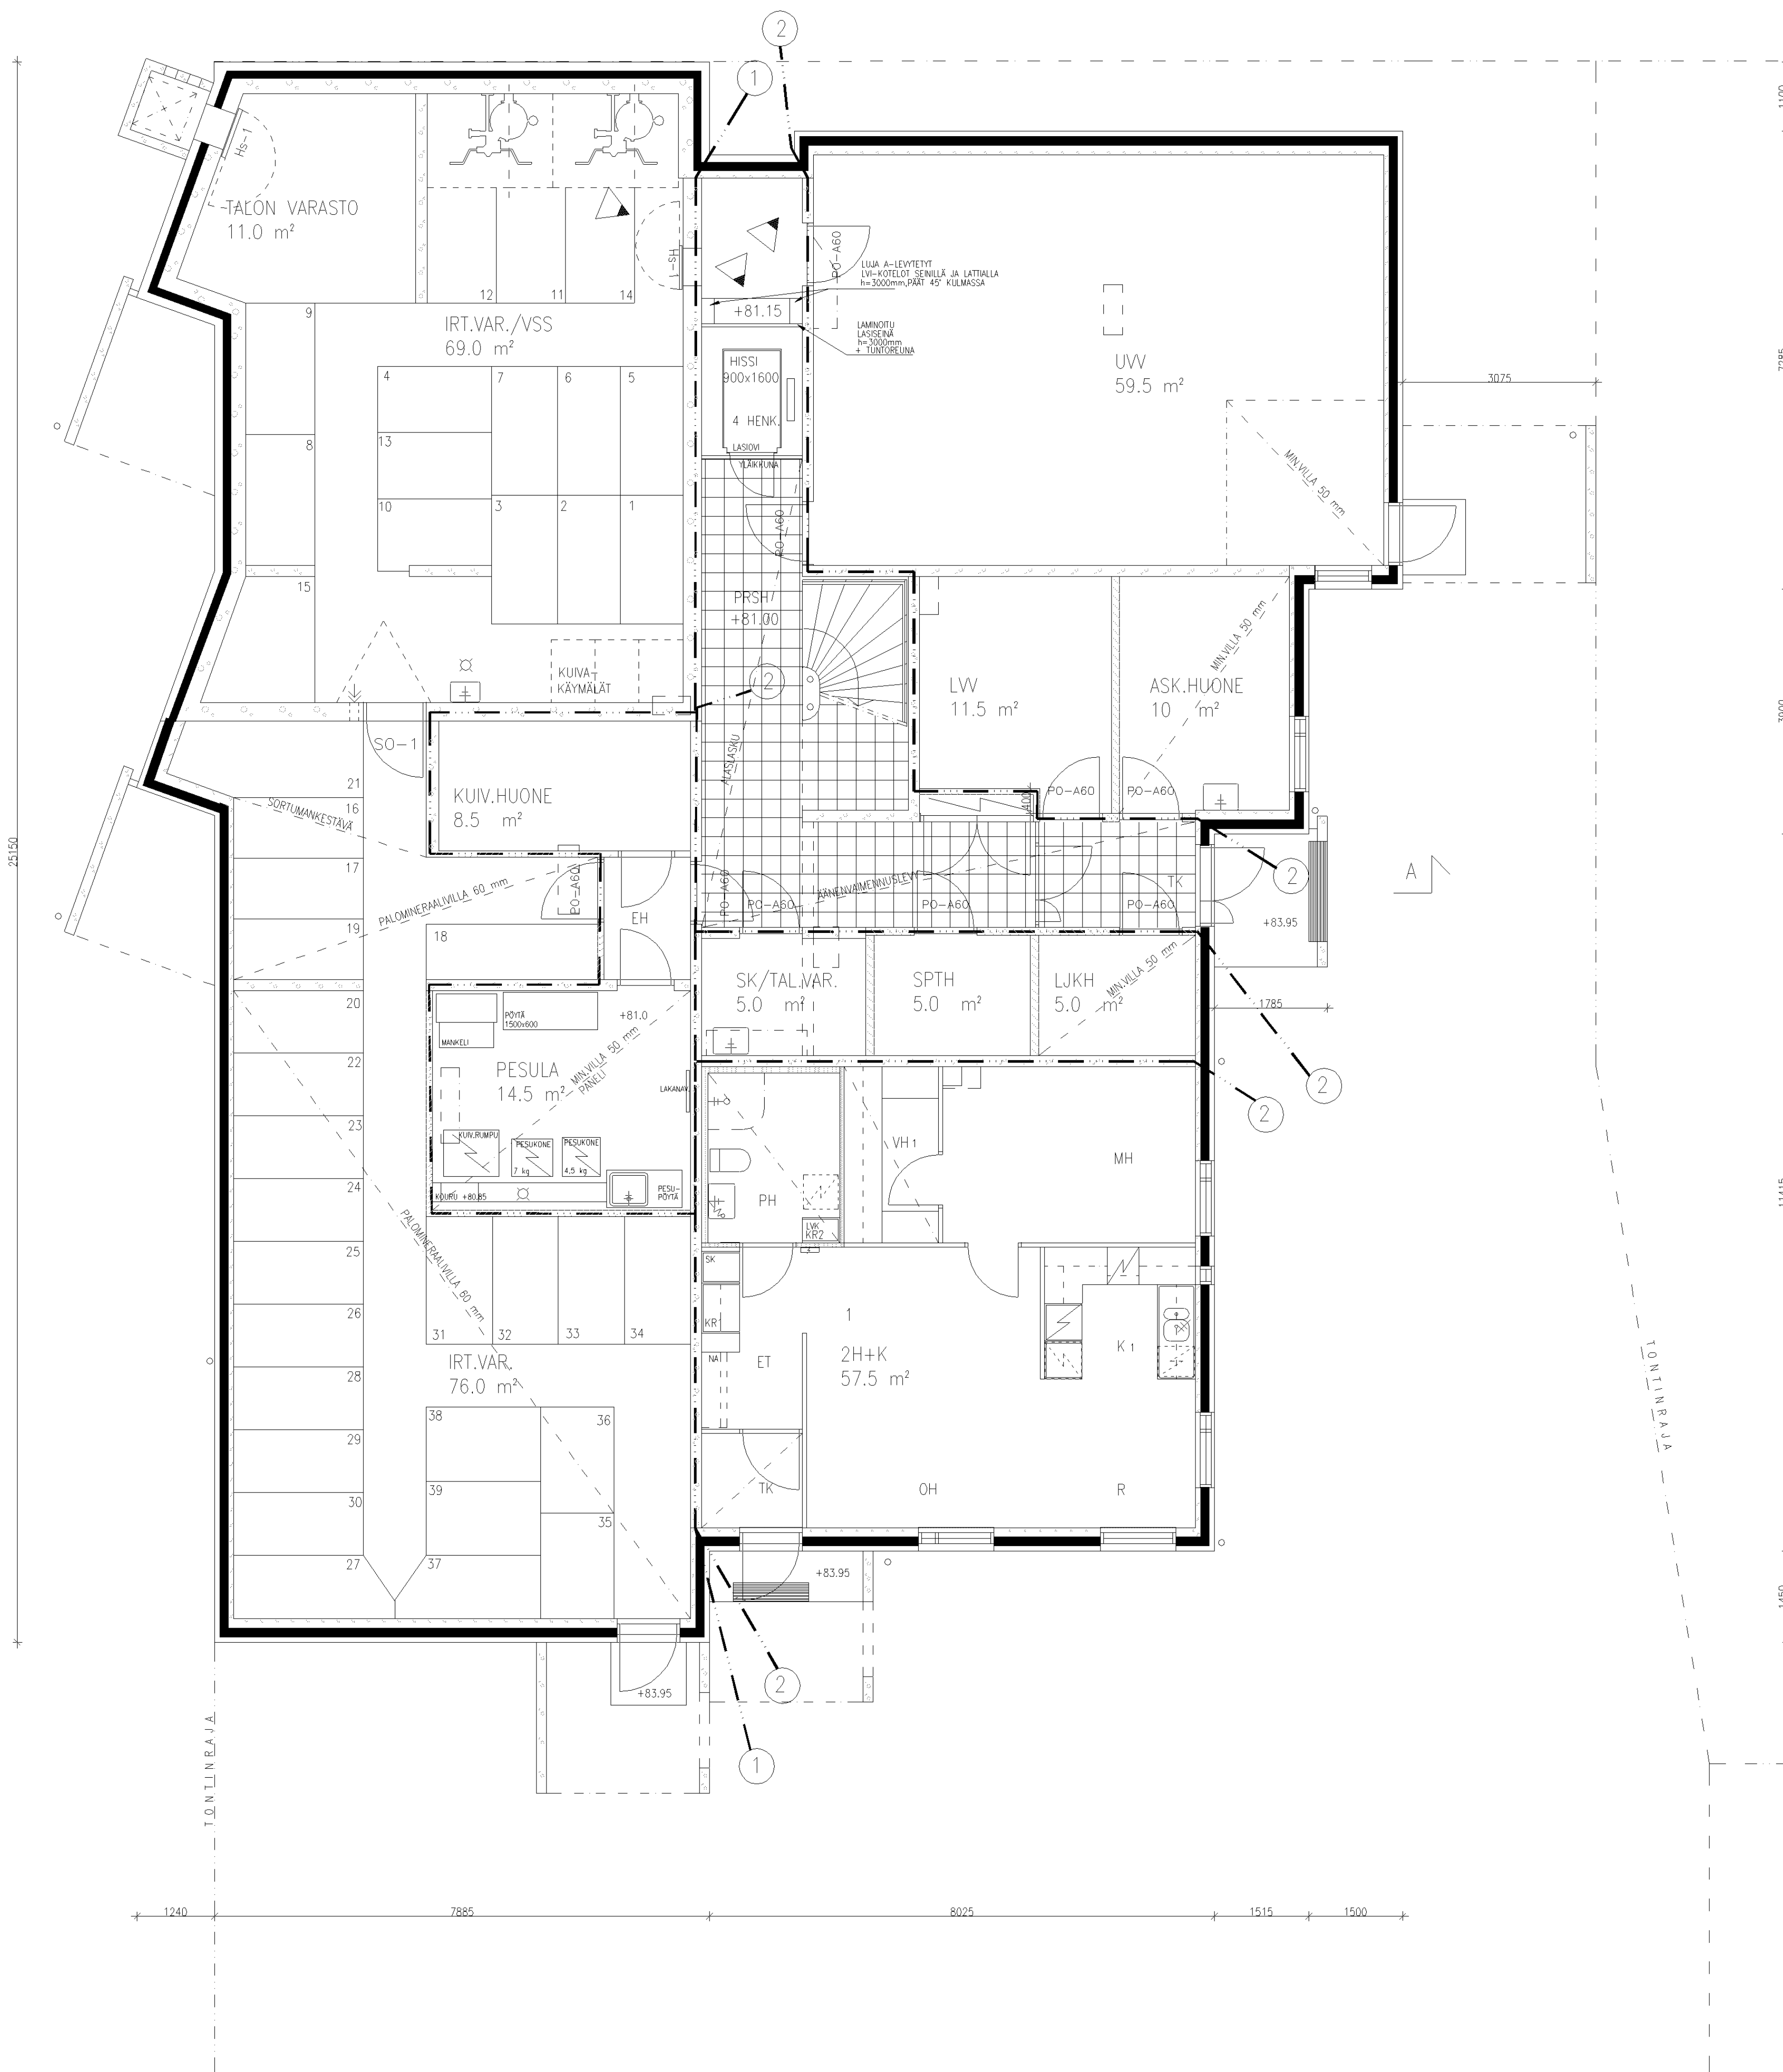 2
1
1100
Hs-1
TALON VARASTO
11.0 m²
12
11
14
HS-1
PO-A60
LUJA A-LEVYTETYT
LVI-KOTELOT SEINILLÄ JA LATTIALLA
h=3000mm,PÄÄT 45° KULMASSA
+81.15
9
IRT.VAR./VSS
69.0 m²
LAMINOITU
LASISEINÄ
h=3000mm
+ TUNTOREUNA
HISSI
900x1600
4 HENK.
LASIOVI
YLÄIKKUNA
UVV
59.5 m²
7285
3075
4
7
6
5
13
8
10
3
2
1
MIN.VILLA 50 mm
PO-A60
15
PRSH
+81.00
KUIVA-
KÄYMÄLÄT
2
LVV
11.5 m²
ASK.HUONE
10 m²
MIN.VILLA 50 mm
3900
SO-1
ALASLASKU
21
16
SORTUMANKESTÄVÄ
KUIV.HUONE
8.5 m²
400
PO-A60
PO-A60
25150
17
PALOMINERAALIVILLA 60 mm
PO-A60
EH
PO-A60
PO-A60
ÄÄNENVAIMENNUSLEVY
PO-A60
TK
PO-A60
2
A
+83.95
19
18
SK/TAL.VAR.
5.0 m²
SPTH
5.0 m²
LJKH
5.0 m²
MIN.VILLA 50 mm
1785
20
PÖYTÄ
1500x600
+81.0
MANKELI
22
PESULA
14.5 m²
MIN.VILLA 50 mm
PANELI
LAKANAV.
2
2
23
KUIV.RUMPU
PESUKONE
7 kg
PESUKONE
4,5 kg
VH 1
MH
24
KOURU +80.85
PESU-
PÖYTÄ
PH
LVK
KR2
11415
PALOMINERAALIVILLA 60 mm
25
SK
26
KR1
1
31
32
33
34
28
IRT.VAR.
76.0 m²
NA
ET
2H+K
57.5 m²
K 1
TONTINRAJA
38
36
29
39
30
35
TK
OH
R
27
37
+83.95
1450
+83.95
2
1
TONTINRAJA
1240
7885
8025
1515
1500